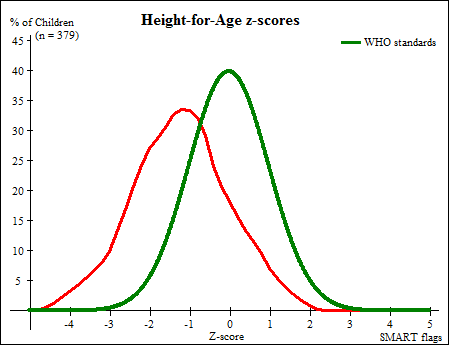 Height-for-Age z-scores
% of Children
(n = 379)
WHO standards
45
40
35
30
25
20
15
10
5
-4 -3 -2 -1 0 1 2 3 4 5
Z-score
SMART flags